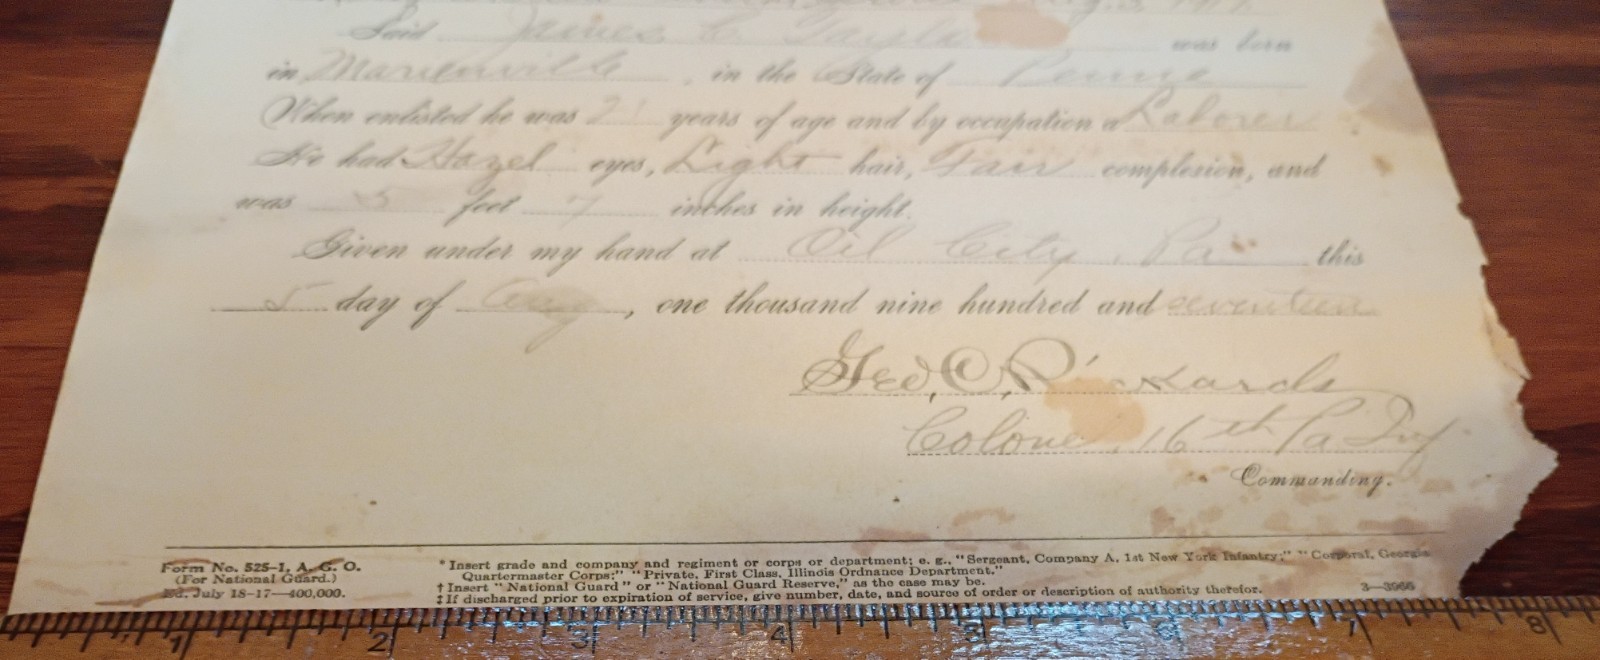 Said James C Taylor was born
in Marienville, in the State of Penna
When enlisted he was 21 years of age and by occupation a Laborer
He had Hazel eyes, Light hair, Fair complexion, and
was 5 feet 7 inches in height.
Given under my hand at Oil City, Pa this
5 day of Aug, one thousand nine hundred and seventeen
Geo, C, Rickards
Colonel 16th Pa Inf
Commanding.
Form No. 525-1, A. G. O.
(For National Guard.)
Ed. July 18-17—400,000.
*Insert grade and company and regiment or corps or department; e. g., "Sergeant, Company A, 1st New York Infantry;" "Corporal, Georgia
Quartermaster Corps;" "Private, First Class, Illinois Ordnance Department."
†Insert "National Guard" or "National Guard Reserve," as the case may be.
‡If discharged prior to expiration of service, give number, date, and source of order or description of authority therefor.
3—3966
1 2 3 4 5 6 7 8